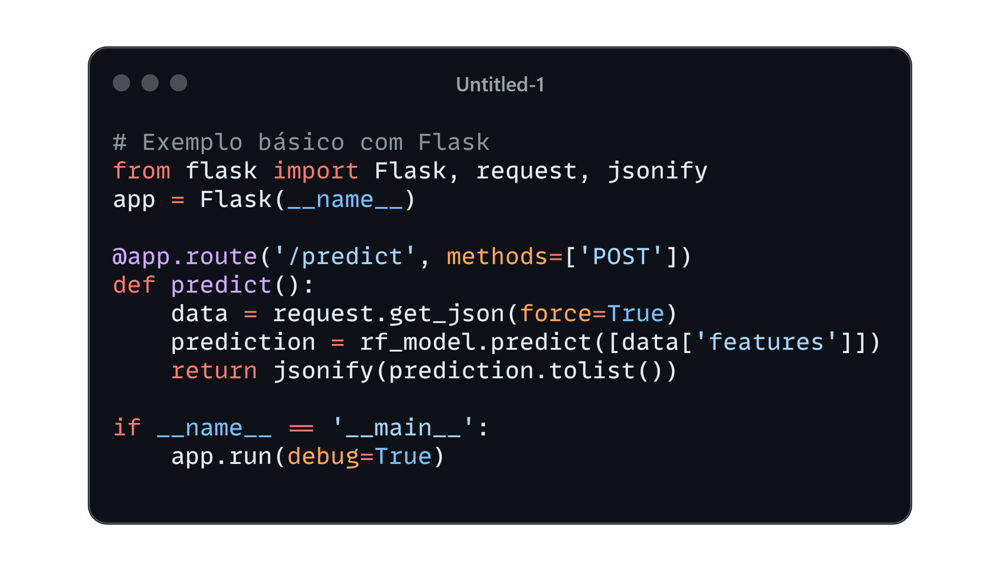 Untitled-1
# Exemplo básico com Flask
from flask import Flask, request, jsonify
app = Flask(__name__)
@app.route('/predict', methods=['POST'])
def predict():
    data = request.get_json(force=True)
    prediction = rf_model.predict([data['features']])
    return jsonify(prediction.tolist())
if __name__ == '__main__':
    app.run(debug=True)